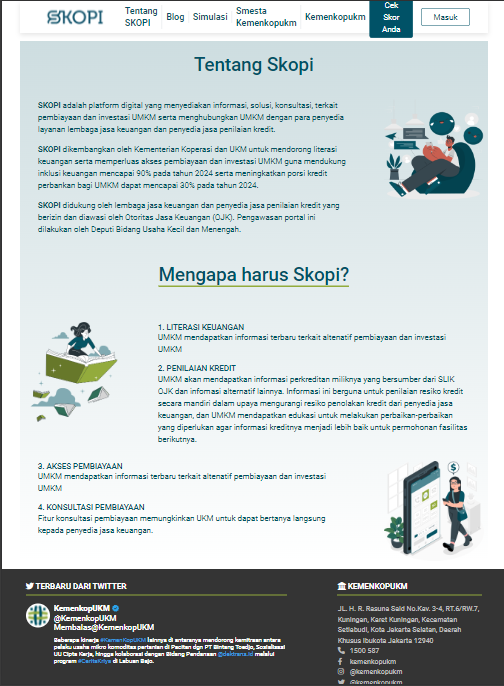 SKOPI
Tentang SKOPI
Blog
Simulasi
Smesta Kemenkopukm
Kemenkopukm
Cek Skor Anda
Masuk
Tentang Skopi
SKOPI adalah platform digital yang menyediakan informasi, solusi, konsultasi, terkait
pembiayaan dan investasi UMKM serta menghubungkan UMKM dengan para penyedia
layanan lembaga jasa keuangan dan penyedia jasa penilaian kredit.
SKOPI dikembangkan oleh Kementerian Koperasi dan UKM untuk mendorong literasi
keuangan serta memperluas akses pembiayaan dan investasi UMKM guna mendukung
inklusi keuangan mencapai 90% pada tahun 2024 serta meningkatkan porsi kredit
perbankan bagi UMKM dapat mencapai 30% pada tahun 2024.
SKOPI didukung oleh lembaga jasa keuangan dan penyedia jasa penilaian kredit yang
berizin dan diawasi oleh Otoritas Jasa Keuangan (OJK). Pengawasan portal ini
dilakukan oleh Deputi Bidang Usaha Kecil dan Menengah.
Mengapa harus Skopi?
1. LITERASI KEUANGAN
UMKM mendapatkan informasi terbaru terkait altenatif pembiayaan dan investasi
UMKM
2. PENILAIAN KREDIT
UMKM akan mendapatkan informasi perkreditan miliknya yang bersumber dari SLIK
OJK dan infomasi alternatif lainnya. Informasi ini berguna untuk penilaian resiko kredit
secara mandiri dalam upaya mengurangi resiko penolakan kredit dari penyedia jasa
keuangan, dan UMKM mendapatkan edukasi untuk melakukan perbaikan-perbaikan
yang diperlukan agar informasi kreditnya menjadi lebih baik untuk permohonan fasilitas
berikutnya.
3. AKSES PEMBIAYAAN
UMKM mendapatkan informasi terbaru terkait altenatif pembiayaan dan investasi
UMKM
4. KONSULTASI PEMBIAYAAN
Fitur konsultasi pembiayaan memungkinkan UKM untuk dapat bertanya langsung
kepada penyedia jasa keuangan.
$
TERBARU DARI TWITTER
KemenkopUKM
@KemenkopUKM
Membalas@KemenkopUKM
Beberapa kinerja #KemenKopUKM lainnya di antaranya mendorong kemitraan antara
pelaku usaha mikro komoditas pertanian di Pacitan dgn PT Bintang Toedjo, Sosialisasi
UU Cipta Kerja, hingga kolaborasi dengan Bidang Pendanaan @dektrans.id melalui
program #CaritaKriya di Labuan Bajo.
KEMENKOPUKM
JL. H. R. Rasuna Said No.Kav. 3-4, RT.6/RW.7,
Kuningan, Karet Kuningan, Kecamatan
Setiabudi, Kota Jakarta Selatan, Daerah
Khusus Ibukota Jakarta 12940
1500 587
kemenkopukm
@kemenkopukm
@kemenkopukm